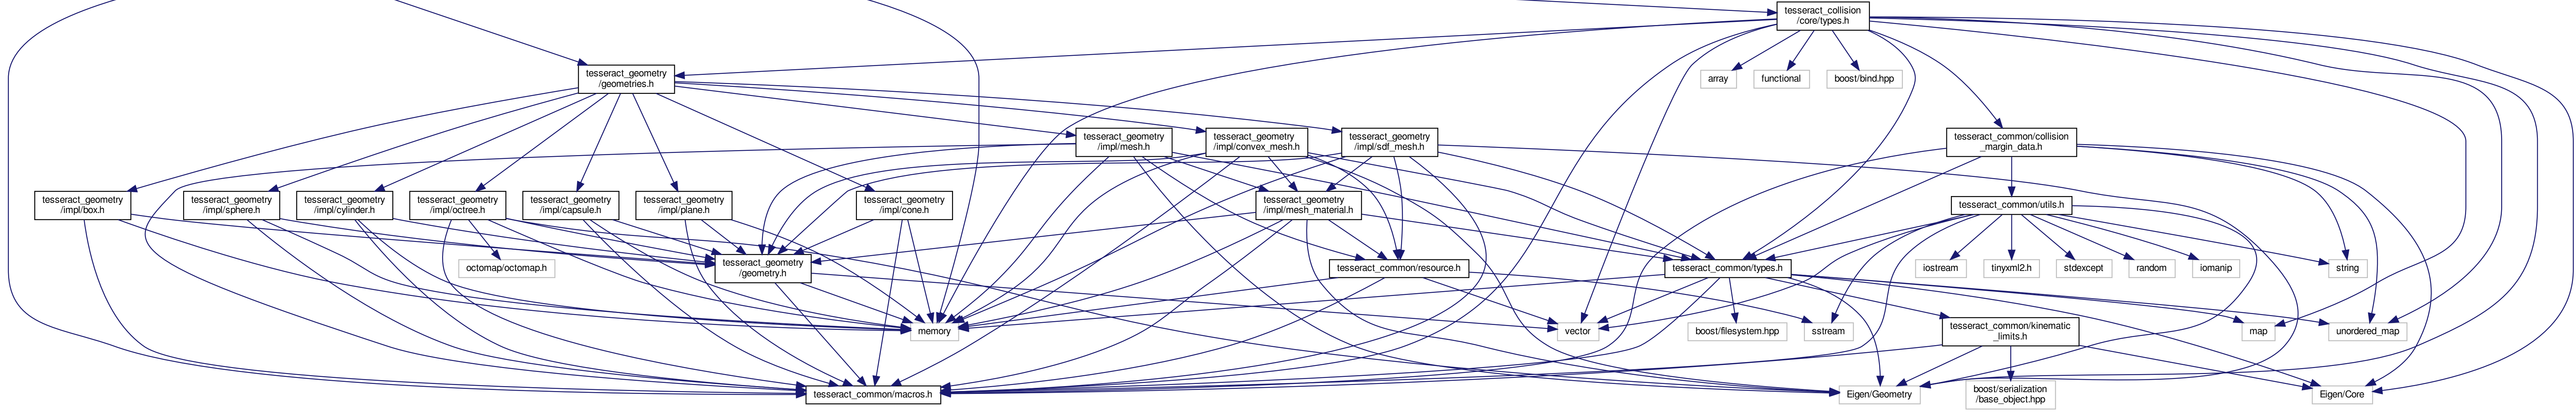 tesseract_collision
/core/types.h
tesseract_geometry
/geometries.h
array
functional
boost/bind.hpp
tesseract_geometry
/impl/mesh.h
tesseract_geometry
/impl/convex_mesh.h
tesseract_geometry
/impl/sdf_mesh.h
tesseract_common/collision
_margin_data.h
tesseract_geometry
/impl/box.h
tesseract_geometry
/impl/sphere.h
tesseract_geometry
/impl/cylinder.h
tesseract_geometry
/impl/octree.h
tesseract_geometry
/impl/capsule.h
tesseract_geometry
/impl/plane.h
tesseract_geometry
/impl/cone.h
tesseract_geometry
/impl/mesh_material.h
tesseract_common/utils.h
octomap/octomap.h
tesseract_geometry
/geometry.h
tesseract_common/resource.h
tesseract_common/types.h
iostream
tinyxml2.h
stdexcept
random
iomanip
string
memory
vector
boost/filesystem.hpp
sstream
tesseract_common/kinematic
_limits.h
map
unordered_map
tesseract_common/macros.h
Eigen/Geometry
boost/serialization
/base_object.hpp
Eigen/Core